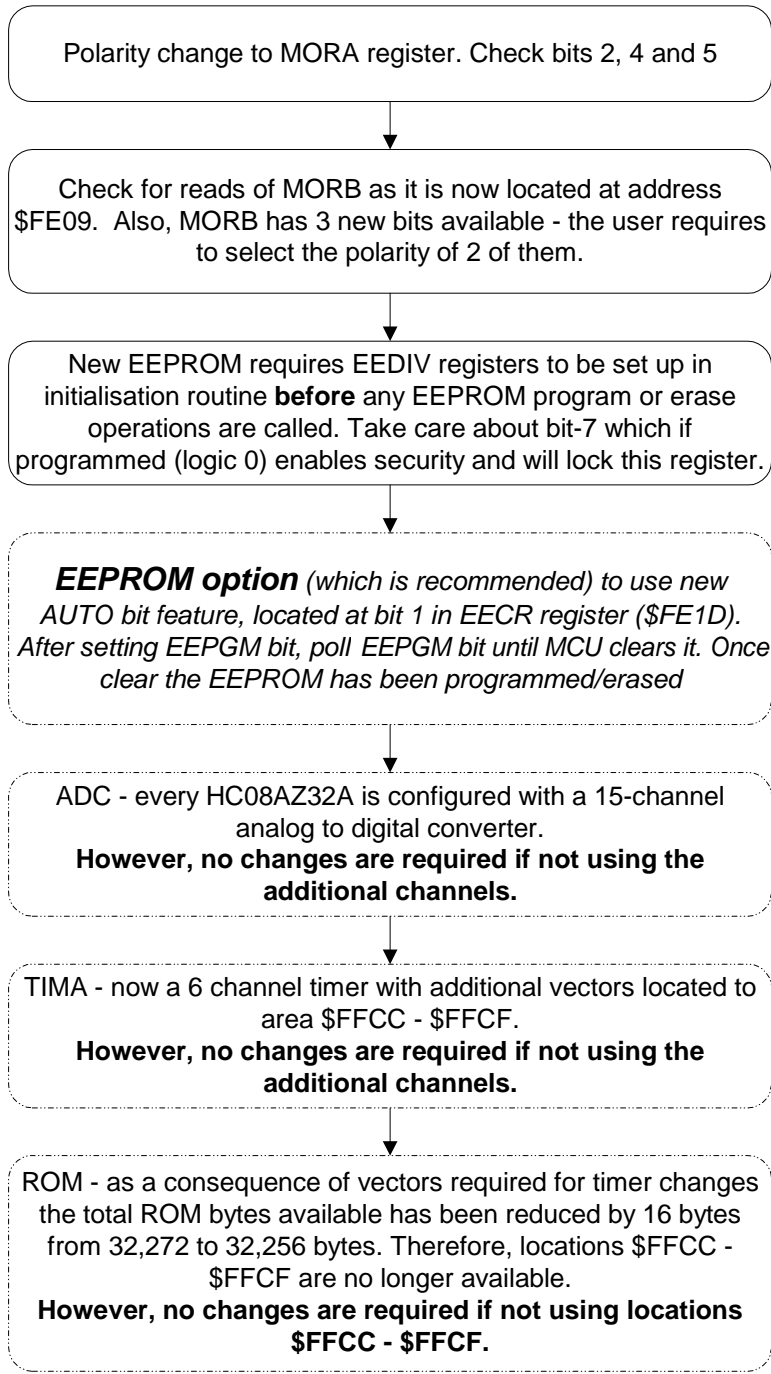 Polarity change to MORA register. Check bits 2, 4 and 5
Check for reads of MORB as it is now located at address
$FE09.  Also, MORB has 3 new bits available - the user requires
to select the polarity of 2 of them.
New EEPROM requires EEDIV registers to be set up in
initialisation routine before any EEPROM program or erase
operations are called. Take care about bit-7 which if
programmed (logic 0) enables security and will lock this register.
EEPROM option (which is recommended) to use new
AUTO bit feature, located at bit 1 in EECR register ($FE1D).
After setting EEPGM bit, poll EEPGM bit until MCU clears it. Once
clear the EEPROM has been programmed/erased
ADC - every HC08AZ32A is configured with a 15-channel
analog to digital converter.
However, no changes are required if not using the
additional channels.
TIMA - now a 6 channel timer with additional vectors located to
area $FFCC - $FFCF.
However, no changes are required if not using the
additional channels.
ROM - as a consequence of vectors required for timer changes
the total ROM bytes available has been reduced by 16 bytes
from 32,272 to 32,256 bytes. Therefore, locations $FFCC -
$FFCF are no longer available.
However, no changes are required if not using locations
$FFCC - $FFCF.